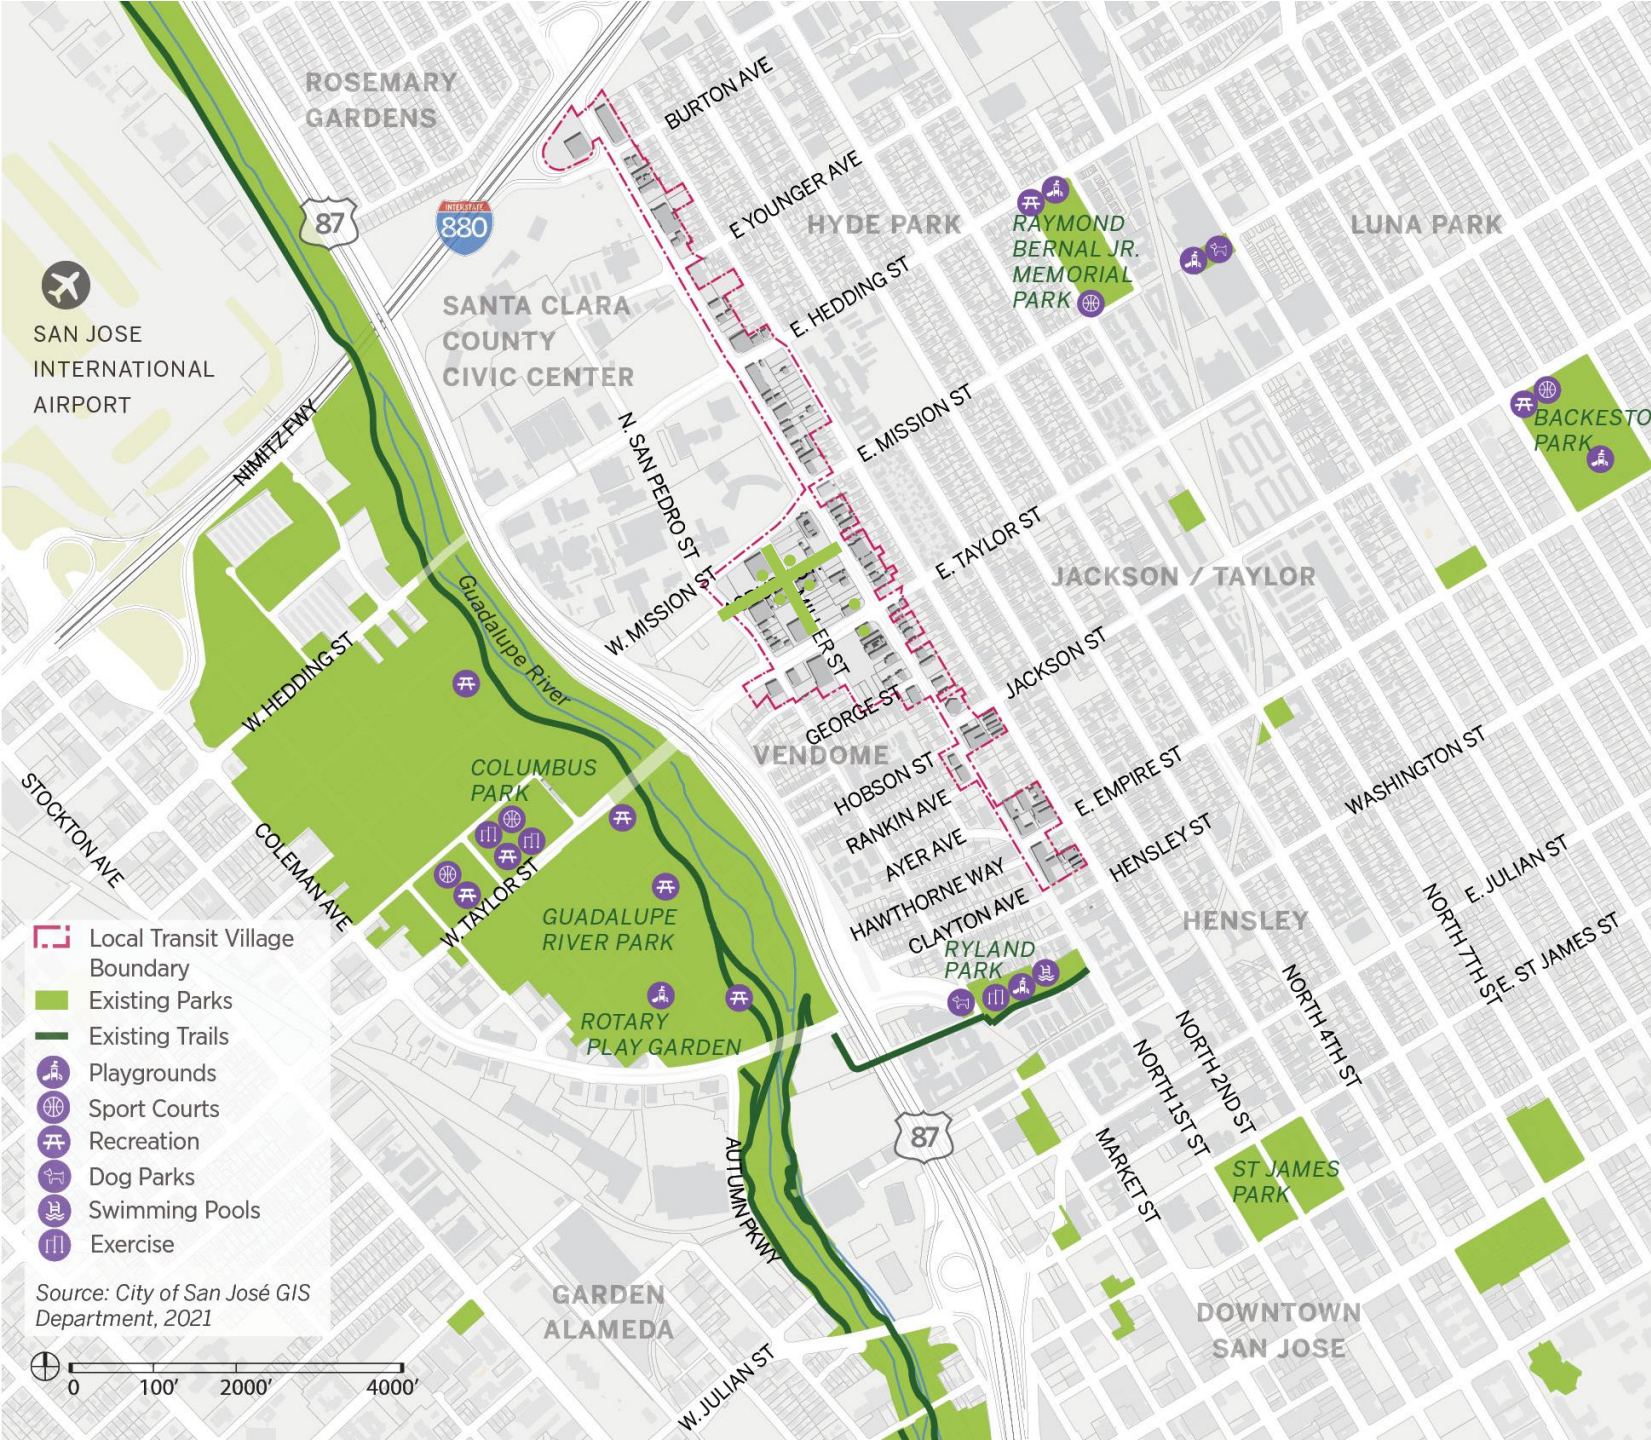 ROSEMARY
GARDENS
BURTON AVE
E YOUNGER AVE
HYDE PARK
LUNA PARK
87
INTERSTATE
880
RAYMOND
BERNAL JR.
MEMORIAL
PARK
E. HEDDING ST
SANTA CLARA
COUNTY
CIVIC CENTER
SAN JOSE
INTERNATIONAL
AIRPORT
NIMITZ FWY
N. SAN PEDRO ST
E. MISSION ST
BACKESTO
PARK
E. TAYLOR ST
JACKSON / TAYLOR
W. MISSION ST
MILLER ST
Guadalupe River
W. HEDDING ST
JACKSON ST
GEORGE ST
VENDOME
HOBSON ST
RANKIN AVE
AYER AVE
HAWTHORNE WAY
CLAYTON AVE
E. EMPIRE ST
HENSLEY ST
WASHINGTON ST
COLUMBUS
PARK
STOCKTON AVE
COLEMAN AVE
W. TAYLOR ST
GUADALUPE
RIVER PARK
HENSLEY
E. JULIAN ST
NORTH 7TH ST
E. ST JAMES ST
RYLAND
PARK
ROTARY
PLAY GARDEN
NORTH 4TH ST
NORTH 2ND ST
NORTH 1ST ST
MARKET ST
87
ST JAMES
PARK
AUTUMN PKWY
GARDEN
ALAMEDA
W. JULIAN ST
DOWNTOWN
SAN JOSE
Local Transit Village
Boundary
Existing Parks
Existing Trails
Playgrounds
Sport Courts
Recreation
Dog Parks
Swimming Pools
Exercise
Source: City of San José GIS
Department, 2021
0 100' 2000' 4000'